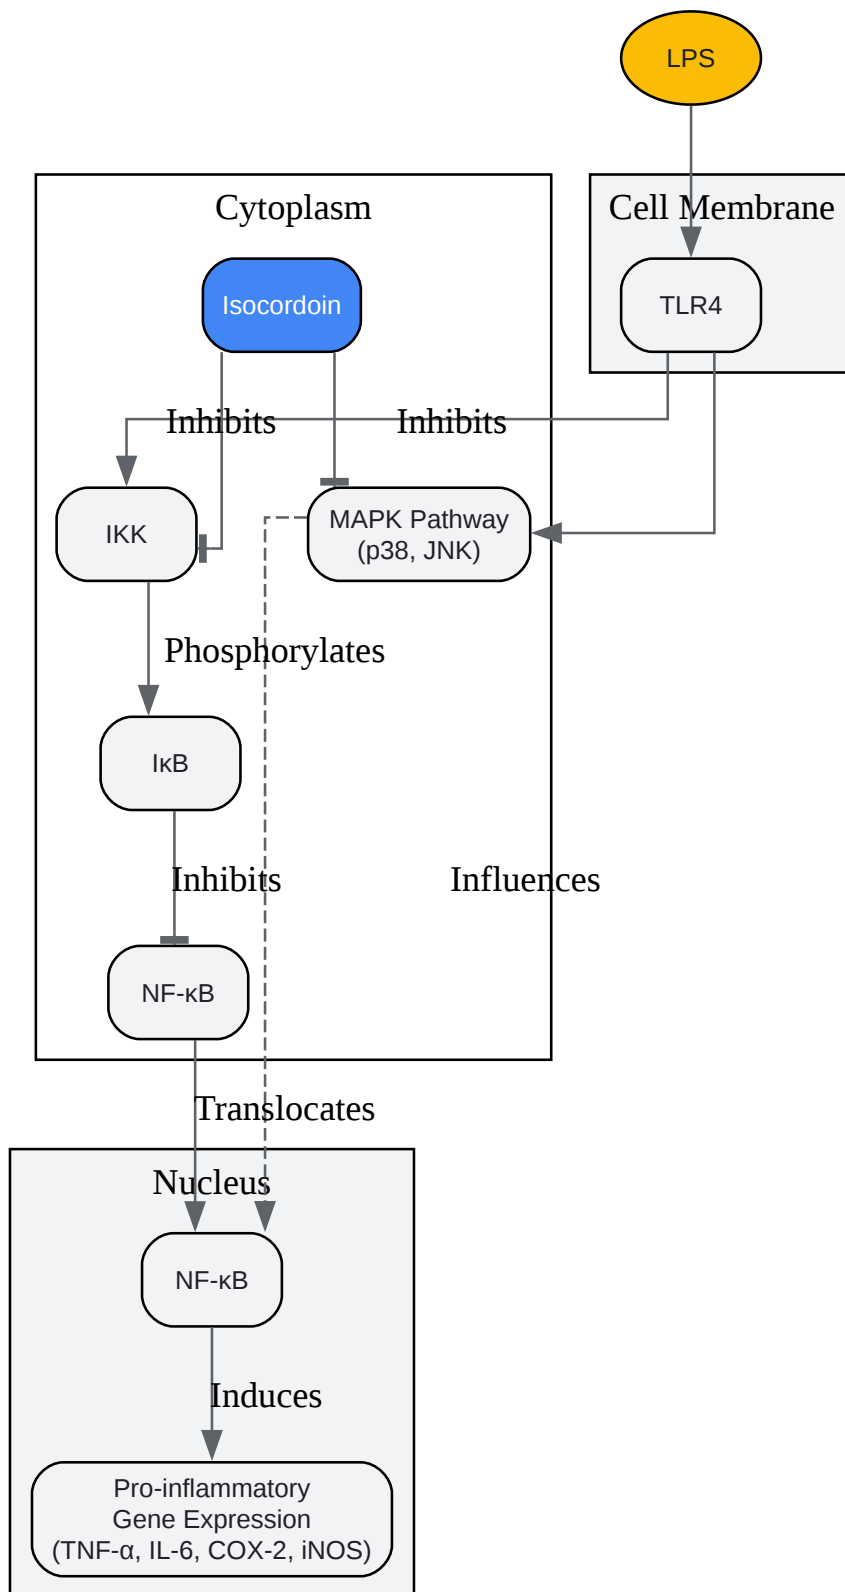 LPS
Cytoplasm
Cell Membrane
Isocordoin
TLR4
Inhibits
Inhibits
IKK
MAPK Pathway
(p38, JNK)
Phosphorylates
IκB
Inhibits
Influences
NF-κB
Translocates
Nucleus
NF-κB
Induces
Pro-inflammatory
Gene Expression
(TNF-α, IL-6, COX-2, iNOS)